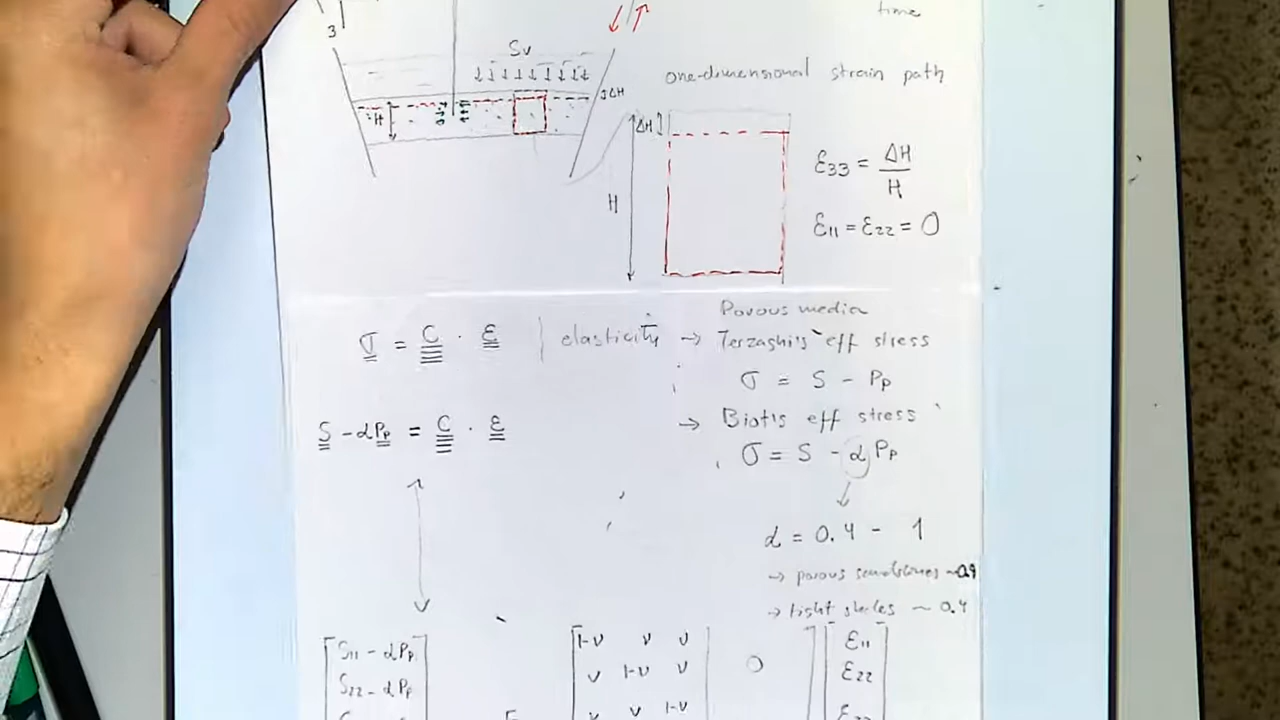 time
3
Sv
ΔH
H
one-dimensional strain path
ΔH
H
ε33 = ΔH / H
ε11 = ε22 = 0
σ = C · ε | elasticity
Porous media
→ Terzaghi's eff stress
σ = S - Pp
→ Biot's eff stress
σ = S - αPp
S - αPp = C · ε
α = 0.4 - 1
→ porous sandstones ~0.9
→ tight shales ~ 0.4
S11 - αPp
S22 - αPp
1-ν ν ν
ν 1-ν ν
ν ν 1-ν
0
ε11
ε22